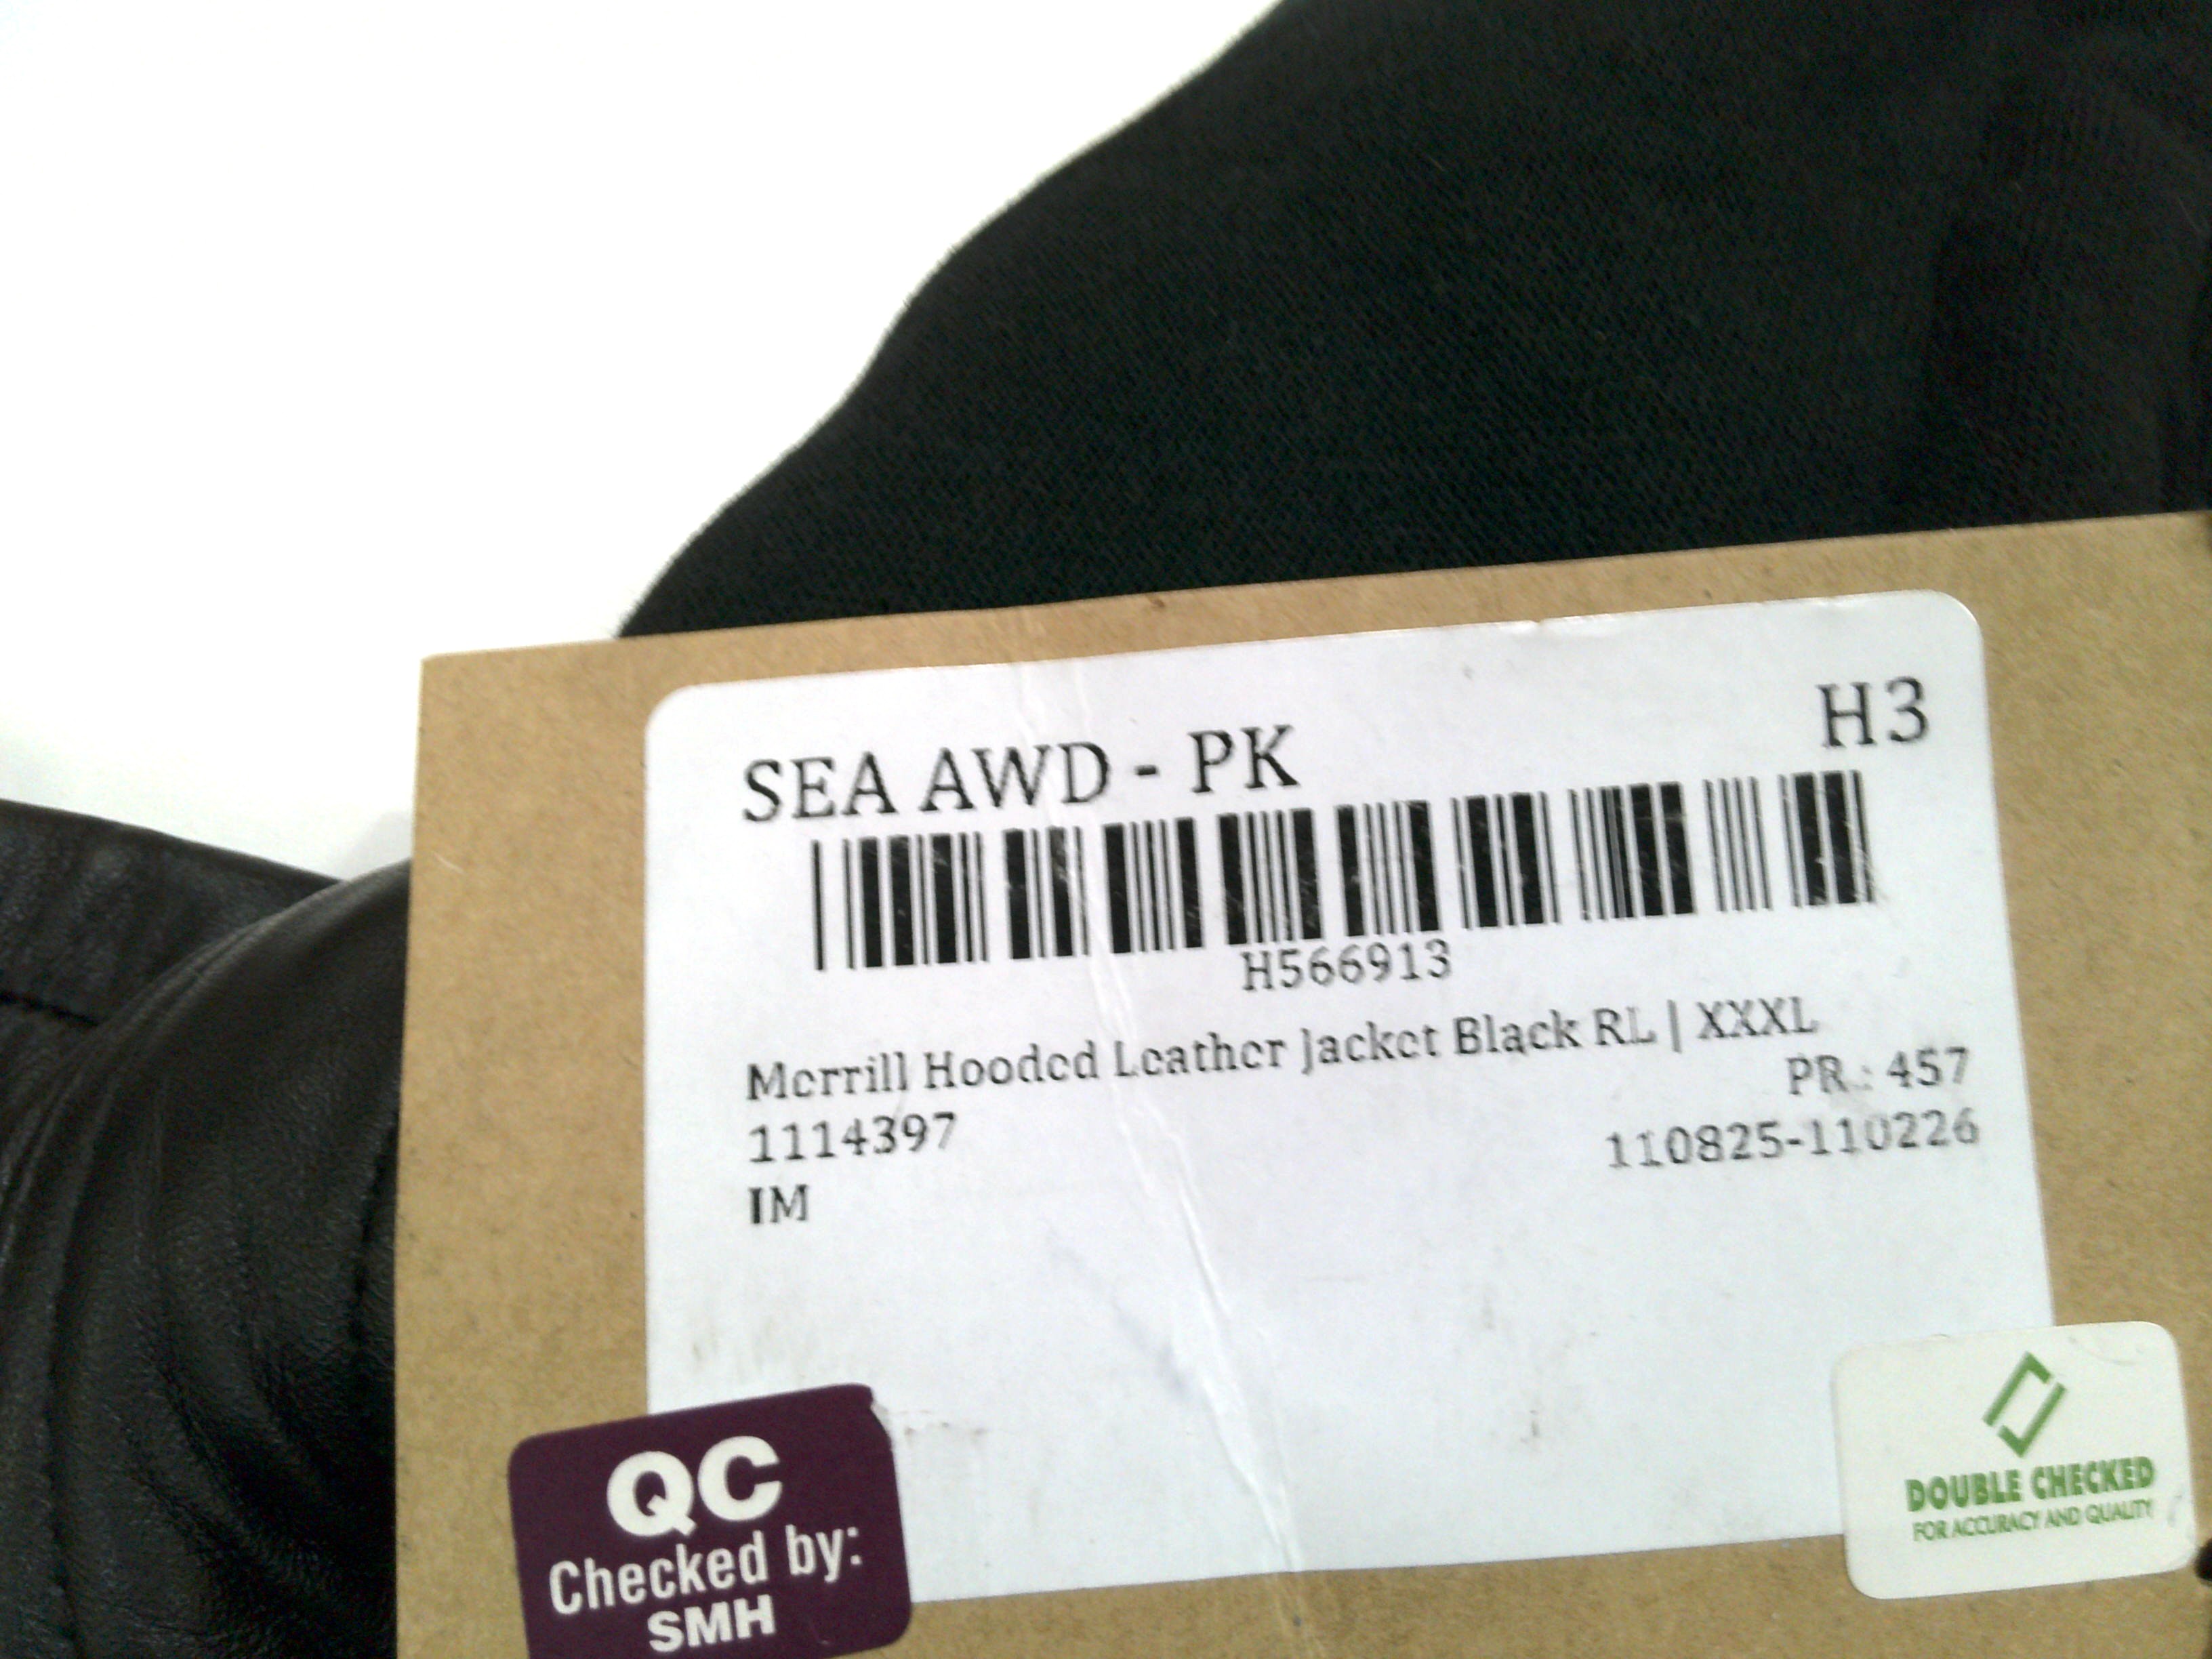 SEA AWD - PK H3
H566913
Merrill Hooded Leather Jacket Black RL | XXXL
PR.: 457
1114397 110825-110226
IM
QC
Checked by:
SMH
DOUBLE CHECKED
FOR ACCURACY AND QUALITY